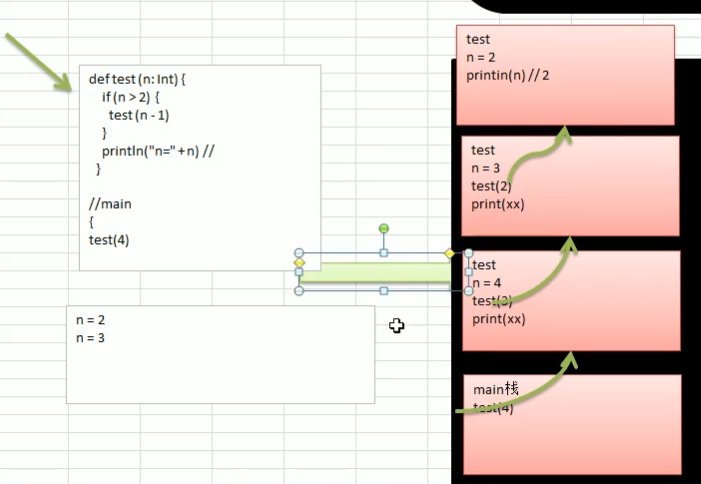 def test (n: Int) {
if (n > 2) {
test (n - 1)
}
println("n=" + n) //
}
//main
{
test(4)
n = 2
n = 3
test
n = 2
printin(n) // 2
test
n = 3
test(2)
print(xx)
test
n = 4
test(3)
print(xx)
main栈
test(4)